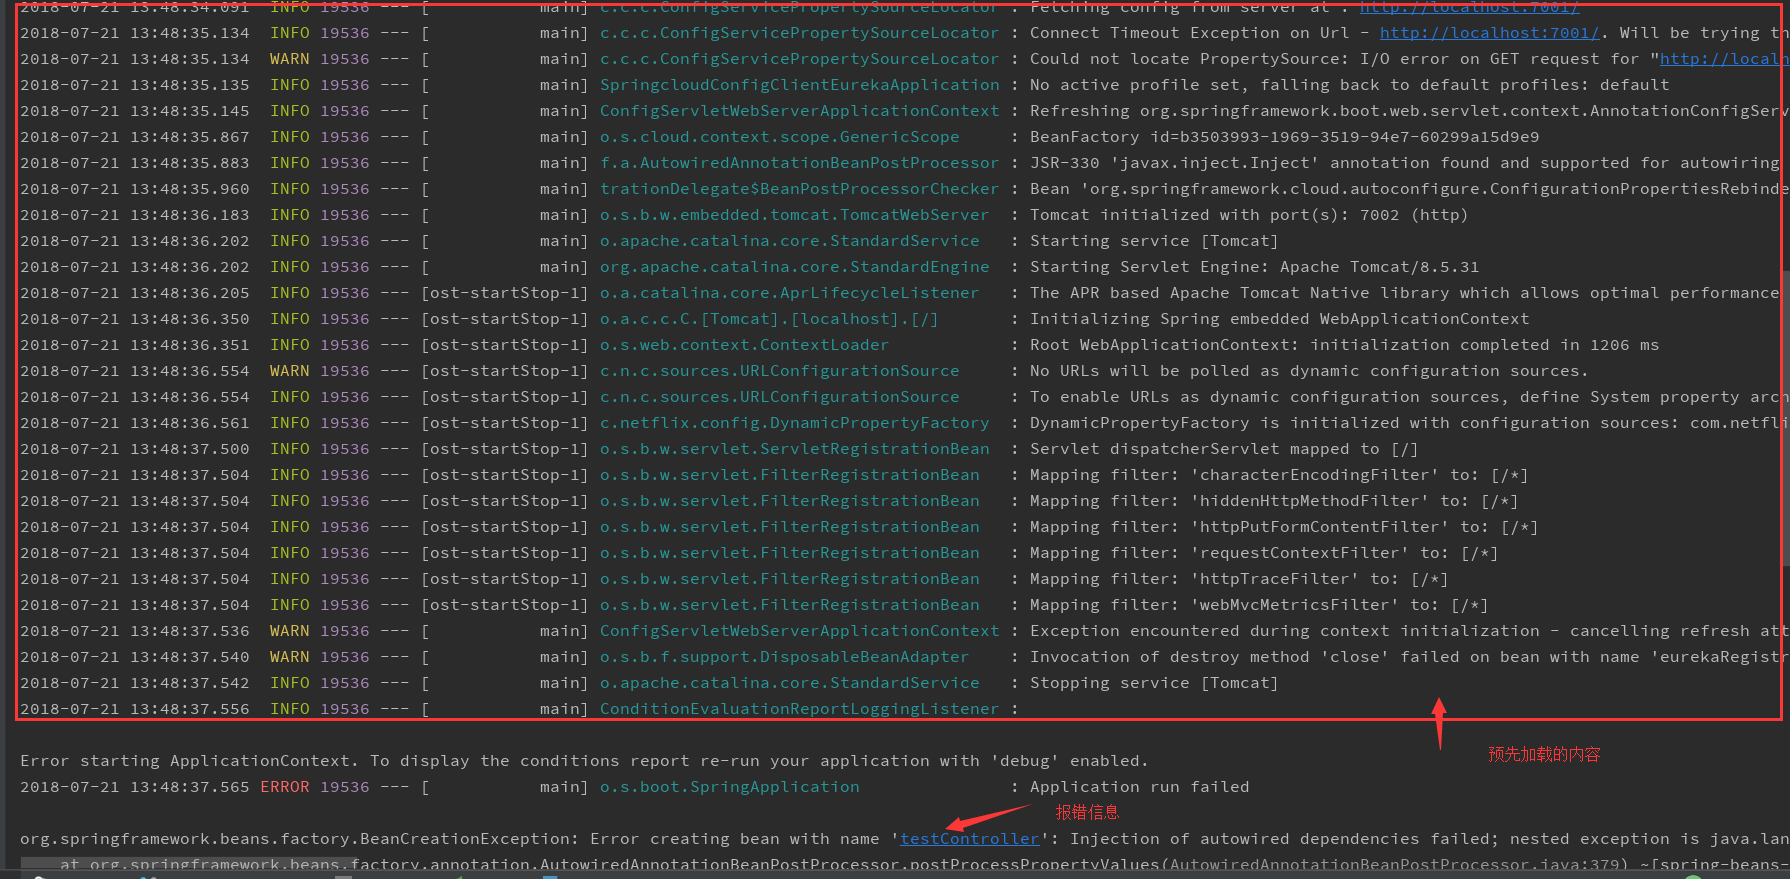 2018-07-21 13:48:34.091  INFO 19536 --- [           main] c.c.c.ConfigServicePropertySourceLocator : Fetching config from server at : http://localhost:7001/
2018-07-21 13:48:35.134  INFO 19536 --- [           main] c.c.c.ConfigServicePropertySourceLocator : Connect Timeout Exception on Url - http://localhost:7001/. Will be trying th
2018-07-21 13:48:35.134  WARN 19536 --- [           main] c.c.c.ConfigServicePropertySourceLocator : Could not locate PropertySource: I/O error on GET request for "http://localh
2018-07-21 13:48:35.135  INFO 19536 --- [           main] SpringcloudConfigClientEurekaApplication : No active profile set, falling back to default profiles: default
2018-07-21 13:48:35.145  INFO 19536 --- [           main] ConfigServletWebServerApplicationContext : Refreshing org.springframework.boot.web.servlet.context.AnnotationConfigServ
2018-07-21 13:48:35.867  INFO 19536 --- [           main] o.s.cloud.context.scope.GenericScope     : BeanFactory id=b3503993-1969-3519-94e7-60299a15d9e9
2018-07-21 13:48:35.883  INFO 19536 --- [           main] f.a.AutowiredAnnotationBeanPostProcessor : JSR-330 'javax.inject.Inject' annotation found and supported for autowiring
2018-07-21 13:48:35.960  INFO 19536 --- [           main] trationDelegate$BeanPostProcessorChecker : Bean 'org.springframework.cloud.autoconfigure.ConfigurationPropertiesRebinde
2018-07-21 13:48:36.183  INFO 19536 --- [           main] o.s.b.w.embedded.tomcat.TomcatWebServer  : Tomcat initialized with port(s): 7002 (http)
2018-07-21 13:48:36.202  INFO 19536 --- [           main] o.apache.catalina.core.StandardService   : Starting service [Tomcat]
2018-07-21 13:48:36.202  INFO 19536 --- [           main] org.apache.catalina.core.StandardEngine  : Starting Servlet Engine: Apache Tomcat/8.5.31
2018-07-21 13:48:36.205  INFO 19536 --- [ost-startStop-1] o.a.catalina.core.AprLifecycleListener   : The APR based Apache Tomcat Native library which allows optimal performance
2018-07-21 13:48:36.350  INFO 19536 --- [ost-startStop-1] o.a.c.c.C.[Tomcat].[localhost].[/]       : Initializing Spring embedded WebApplicationContext
2018-07-21 13:48:36.351  INFO 19536 --- [ost-startStop-1] o.s.web.context.ContextLoader            : Root WebApplicationContext: initialization completed in 1206 ms
2018-07-21 13:48:36.554  WARN 19536 --- [ost-startStop-1] c.n.c.sources.URLConfigurationSource     : No URLs will be polled as dynamic configuration sources.
2018-07-21 13:48:36.554  INFO 19536 --- [ost-startStop-1] c.n.c.sources.URLConfigurationSource     : To enable URLs as dynamic configuration sources, define System property arch
2018-07-21 13:48:36.561  INFO 19536 --- [ost-startStop-1] c.netflix.config.DynamicPropertyFactory  : DynamicPropertyFactory is initialized with configuration sources: com.netfli
2018-07-21 13:48:37.500  INFO 19536 --- [ost-startStop-1] o.s.b.w.servlet.ServletRegistrationBean  : Servlet dispatcherServlet mapped to [/]
2018-07-21 13:48:37.504  INFO 19536 --- [ost-startStop-1] o.s.b.w.servlet.FilterRegistrationBean   : Mapping filter: 'characterEncodingFilter' to: [/*]
2018-07-21 13:48:37.504  INFO 19536 --- [ost-startStop-1] o.s.b.w.servlet.FilterRegistrationBean   : Mapping filter: 'hiddenHttpMethodFilter' to: [/*]
2018-07-21 13:48:37.504  INFO 19536 --- [ost-startStop-1] o.s.b.w.servlet.FilterRegistrationBean   : Mapping filter: 'httpPutFormContentFilter' to: [/*]
2018-07-21 13:48:37.504  INFO 19536 --- [ost-startStop-1] o.s.b.w.servlet.FilterRegistrationBean   : Mapping filter: 'requestContextFilter' to: [/*]
2018-07-21 13:48:37.504  INFO 19536 --- [ost-startStop-1] o.s.b.w.servlet.FilterRegistrationBean   : Mapping filter: 'httpTraceFilter' to: [/*]
2018-07-21 13:48:37.504  INFO 19536 --- [ost-startStop-1] o.s.b.w.servlet.FilterRegistrationBean   : Mapping filter: 'webMvcMetricsFilter' to: [/*]
2018-07-21 13:48:37.536  WARN 19536 --- [           main] ConfigServletWebServerApplicationContext : Exception encountered during context initialization - cancelling refresh att
2018-07-21 13:48:37.540  WARN 19536 --- [           main] o.s.b.f.support.DisposableBeanAdapter    : Invocation of destroy method 'close' failed on bean with name 'eurekaRegistr
2018-07-21 13:48:37.542  INFO 19536 --- [           main] o.apache.catalina.core.StandardService   : Stopping service [Tomcat]
2018-07-21 13:48:37.556  INFO 19536 --- [           main] ConditionEvaluationReportLoggingListener :
预先加载的内容
Error starting ApplicationContext. To display the conditions report re-run your application with 'debug' enabled.
2018-07-21 13:48:37.565 ERROR 19536 --- [           main] o.s.boot.SpringApplication               : Application run failed
报错信息
org.springframework.beans.factory.BeanCreationException: Error creating bean with name 'testController': Injection of autowired dependencies failed; nested exception is java.lan
at org.springframework.beans.factory.annotation.AutowiredAnnotationBeanPostProcessor.postProcessPropertyValues(AutowiredAnnotationBeanPostProcessor.java:379) ~[spring-beans-